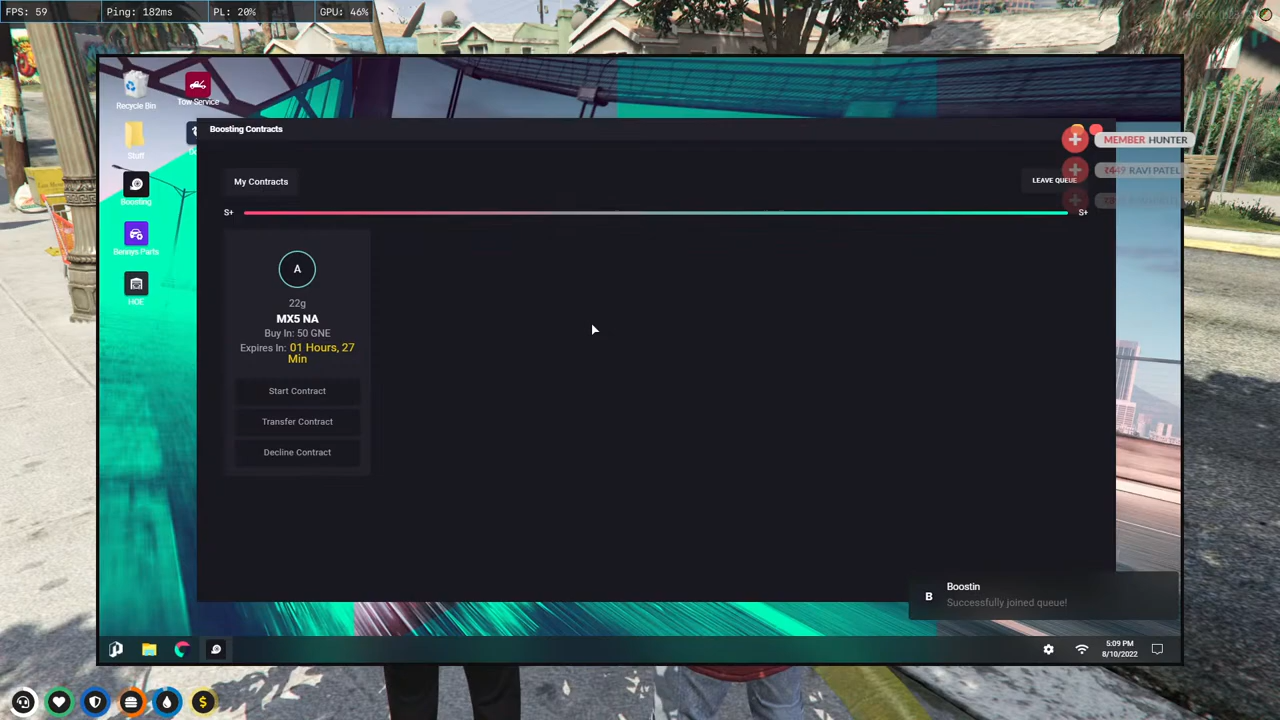 FPS: 59
Ping: 182ms
PL: 20%
GPU: 46%
Recycle Bin
Tow Service
Stuff
Boosting
Bennys Parts
HOE
Boosting Contracts
My Contracts
LEAVE QUEUE
MEMBER HUNTER
₹449 RAVI PATEL
S+
S+
A
22g
MX5 NA
Buy In: 50 GNE
Expires In: 01 Hours, 27
Min
Start Contract
Transfer Contract
Decline Contract
B
Boostin
Successfully joined queue!
5:09 PM
8/10/2022